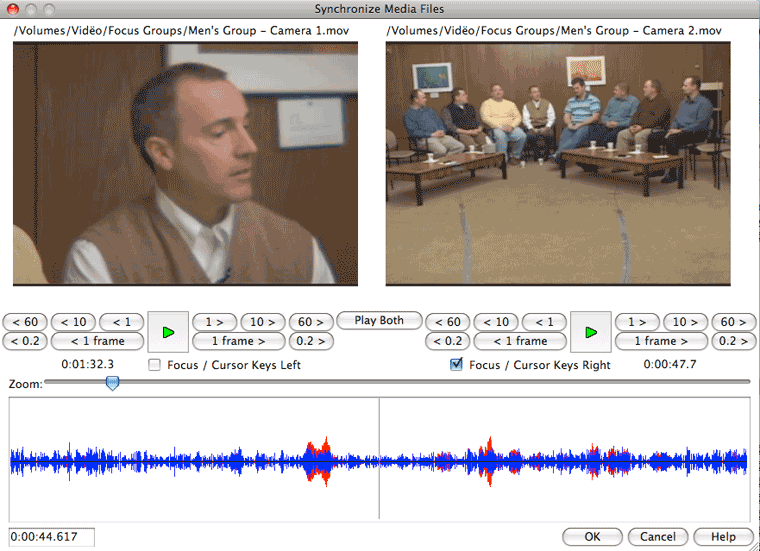 Synchronize Media Files
/Volumes/Vidëo/Focus Groups/Men's Group - Camera 1.mov
/Volumes/Vidëo/Focus Groups/Men's Group - Camera 2.mov
< 60 < 10 < 1 1 > 10 > 60 > Play Both < 60 < 10 < 1 1 > 10 > 60 >
< 0.2 < 1 frame 1 frame > 0.2 > < 0.2 < 1 frame 1 frame > 0.2 >
0:01:32.3 Focus / Cursor Keys Left Focus / Cursor Keys Right 0:00:47.7
Zoom:
0:00:44.617 OK Cancel Help